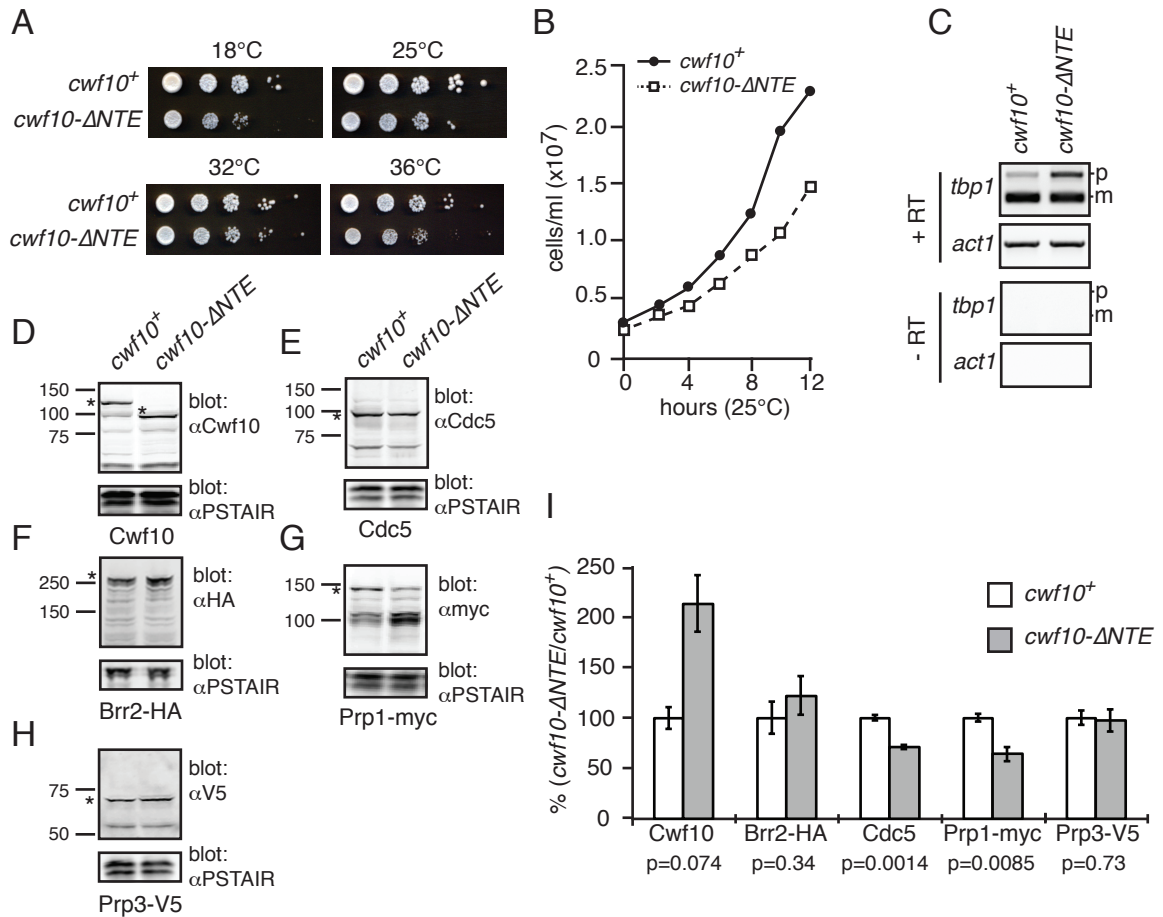 A
18°C
25°C
cwf10+
cwf10-ΔNTE
32°C
36°C
cwf10+
cwf10-ΔNTE
B
cwf10+
cwf10-ΔNTE
2.5
2.0
1.5
1.0
0.5
0
cells/ml (x107)
0
4
8
12
hours (25°C)
C
cwf10+
cwf10-ΔNTE
+ RT
tbp1
p
m
act1
- RT
tbp1
p
m
act1
D
cwf10+
cwf10-ΔNTE
150
*
*
100
75
blot:
αCwf10
blot:
αPSTAIR
Cwf10
E
cwf10+
cwf10-ΔNTE
150
100
*
75
blot:
αCdc5
blot:
αPSTAIR
Cdc5
F
*
250
150
blot:
αHA
blot:
αPSTAIR
Brr2-HA
G
150
*
100
blot:
αmyc
blot:
αPSTAIR
Prp1-myc
H
75
*
50
blot:
αV5
blot:
αPSTAIR
Prp3-V5
I
% (cwf10-ΔNTE/cwf10+)
250
200
150
100
50
0
cwf10+
cwf10-ΔNTE
Cwf10 Brr2-HA Cdc5 Prp1-myc Prp3-V5
p=0.074 p=0.34 p=0.0014 p=0.0085 p=0.73